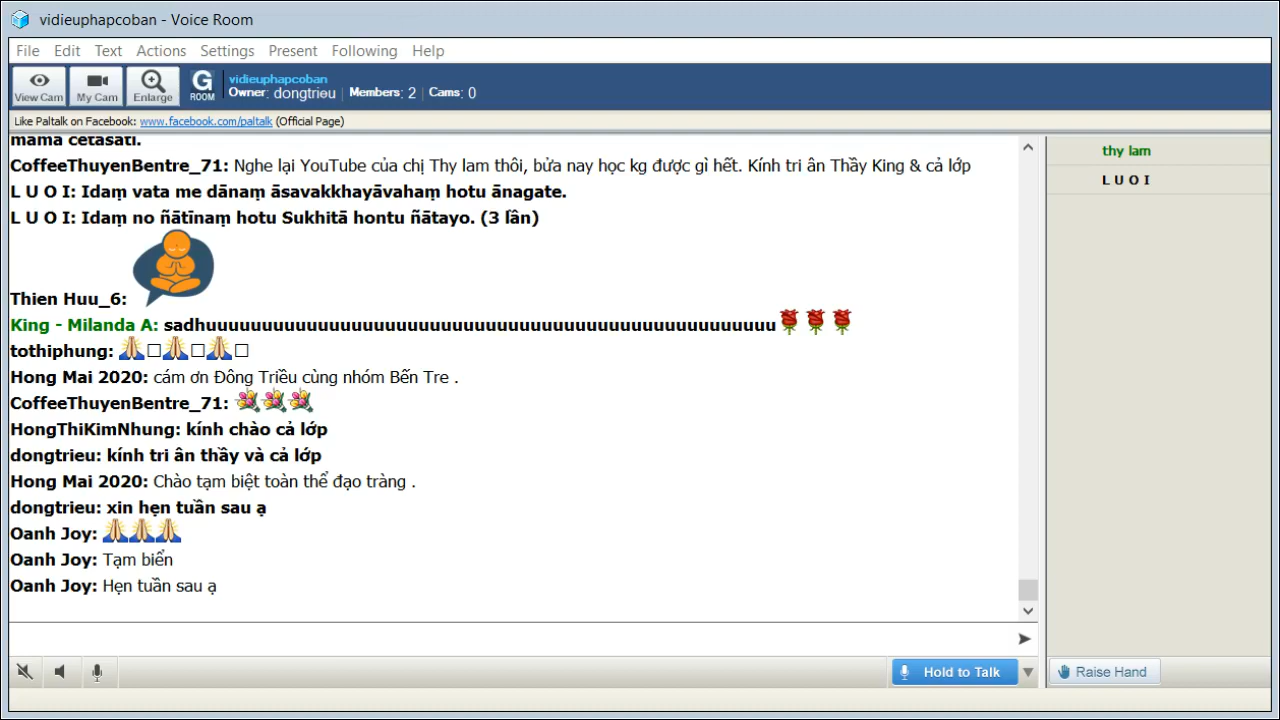 vidieuphapcoban - Voice Room
File Edit Text Actions Settings Present Following Help
View Cam My Cam Enlarge G ROOM
vidieuphapcoban
Owner: dongtrieu | Members: 2 | Cams: 0
Like Paltalk on Facebook: www.facebook.com/paltalk (Official Page)
mama cetasāti.
CoffeeThuyenBentre_71: Nghe lại YouTube của chị Thy lam thôi, bửa nay học kg được gì hết. Kính tri ân Thầy King & cả lớp
L U O I: Idaṃ vata me dānaṃ āsavakkhayāvahaṃ hotu ānagate.
L U O I: Idaṃ no ñātīnaṃ hotu Sukhitā hontu ñātayo. (3 lần)
Thien Huu_6:
King - Milanda A: sadhuuuuuuuuuuuuuuuuuuuuuuuuuuuuuuuuuuuuuuuuuuuuuuuuuuuuuuu
tothiphung:
Hong Mai 2020: cám ơn Đông Triều cùng nhóm Bến Tre .
CoffeeThuyenBentre_71:
HongThiKimNhung: kính chào cả lớp
dongtrieu: kính tri ân thầy và cả lớp
Hong Mai 2020: Chào tạm biệt toàn thể đạo tràng .
dongtrieu: xin hẹn tuần sau ạ
Oanh Joy:
Oanh Joy: Tạm biển
Oanh Joy: Hẹn tuần sau ạ
thy lam
L U O I
Hold to Talk
Raise Hand